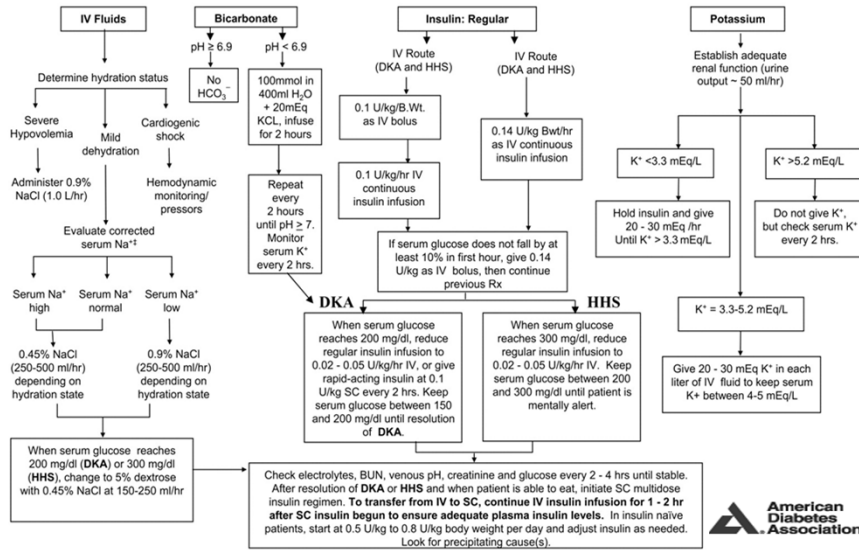 IV Fluids
Determine hydration status
Severe
Hypovolemia
Mild
dehydration
Cardiogenic
shock
Administer 0.9%
NaCl (1.0 L/hr)
Hemodynamic
monitoring/
pressors
Evaluate corrected
serum Na⁺‡
Serum Na⁺
high
Serum Na⁺
normal
Serum Na⁺
low
0.45% NaCl
(250-500 ml/hr)
depending on
hydration state
0.9% NaCl
(250-500 ml/hr)
depending on
hydration state
When serum glucose reaches
200 mg/dl (DKA) or 300 mg/dl
(HHS), change to 5% dextrose
with 0.45% NaCl at 150-250 ml/hr
Bicarbonate
pH ≥ 6.9
pH < 6.9
No
HCO₃⁻
100mmol in
400ml H₂O
+ 20mEq
KCL, infuse
for 2 hours
Repeat
every
2 hours
until pH ≥ 7.
Monitor
serum K⁺
every 2 hrs.
Insulin: Regular
IV Route
(DKA and HHS)
IV Route
(DKA and HHS)
0.1 U/kg/B.Wt.
as IV bolus
0.1 U/kg/hr IV
continuous
insulin infusion
0.14 U/kg Bwt/hr
as IV continuous
insulin infusion
If serum glucose does not fall by at
least 10% in first hour, give 0.14
U/kg as IV bolus, then continue
previous Rx
DKA
HHS
When serum glucose
reaches 200 mg/dl, reduce
regular insulin infusion to
0.02 - 0.05 U/kg/hr IV, or give
rapid-acting insulin at 0.1
U/kg SC every 2 hrs. Keep
serum glucose between 150
and 200 mg/dl until resolution
of DKA.
When serum glucose
reaches 300 mg/dl, reduce
regular insulin infusion to
0.02 - 0.05 U/kg/hr IV. Keep
serum glucose between 200
and 300 mg/dl until patient is
mentally alert.
Potassium
Establish adequate
renal function (urine
output ~ 50 ml/hr)
K⁺ <3.3 mEq/L
K⁺ >5.2 mEq/L
Hold insulin and give
20 - 30 mEq /hr
Until K⁺ > 3.3 mEq/L
Do not give K⁺,
but check serum K⁺
every 2 hrs.
K⁺ = 3.3-5.2 mEq/L
Give 20 - 30 mEq K⁺ in each
liter of IV fluid to keep serum
K+ between 4-5 mEq/L
Check electrolytes, BUN, venous pH, creatinine and glucose every 2 - 4 hrs until stable.
After resolution of DKA or HHS and when patient is able to eat, initiate SC multidose
insulin regimen. To transfer from IV to SC, continue IV insulin infusion for 1 - 2 hr
after SC insulin begun to ensure adequate plasma insulin levels. In insulin naïve
patients, start at 0.5 U/kg to 0.8 U/kg body weight per day and adjust insulin as needed.
Look for precipitating cause(s).
American
Diabetes
Association